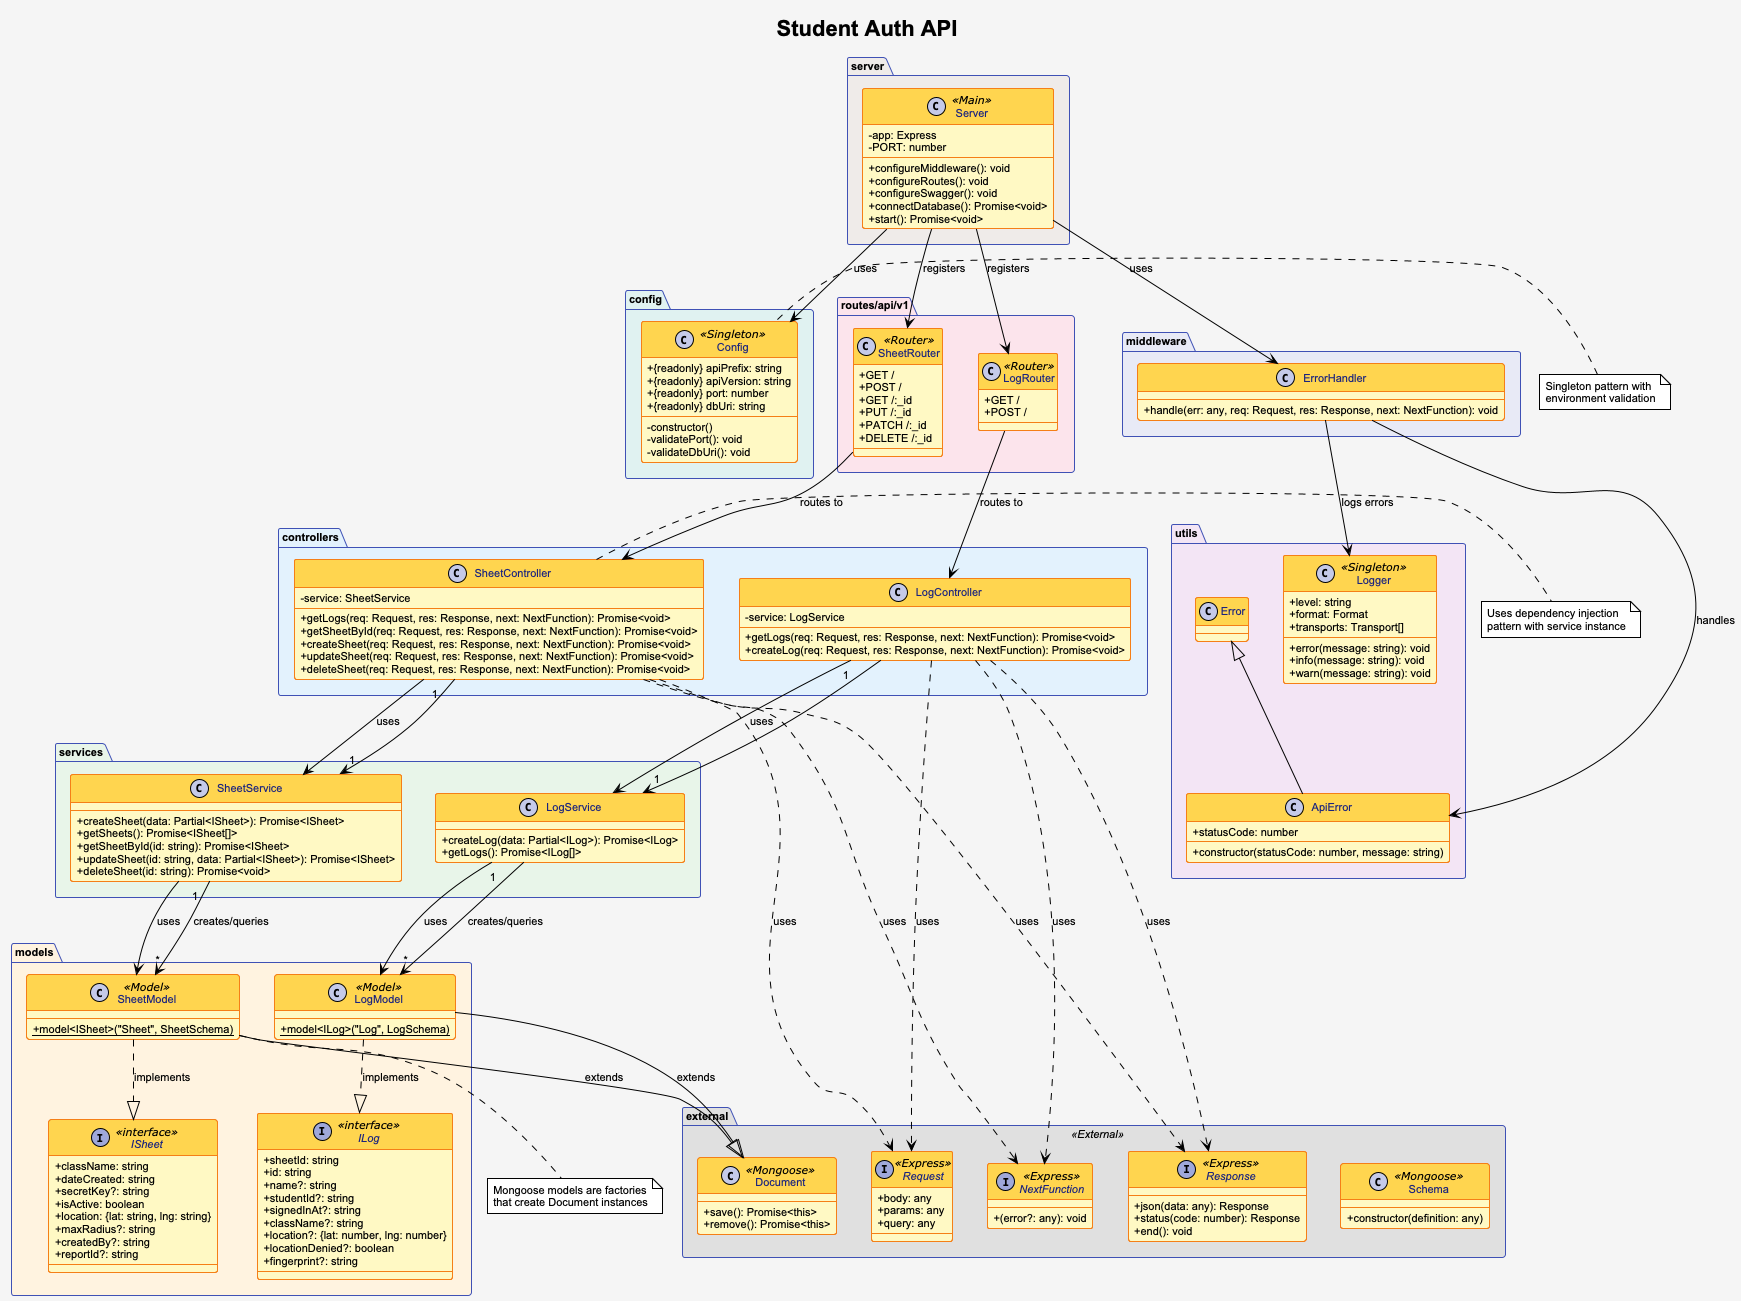 Student Auth API
server
C
«Main»
Server
-app: Express
-PORT: number
+configureMiddleware(): void
+configureRoutes(): void
+configureSwagger(): void
+connectDatabase(): Promise<void>
+start(): Promise<void>
uses
registers
registers
uses
config
C
«Singleton»
Config
+{readonly} apiPrefix: string
+{readonly} apiVersion: string
+{readonly} port: number
+{readonly} dbUri: string
-constructor()
-validatePort(): void
-validateDbUri(): void
routes/api/v1
C
«Router»
SheetRouter
+GET /
+POST /
+GET /:_id
+PUT /:_id
+PATCH /:_id
+DELETE /:_id
C
«Router»
LogRouter
+GET /
+POST /
middleware
C
ErrorHandler
+handle(err: any, req: Request, res: Response, next: NextFunction): void
Singleton pattern with
environment validation
routes to
routes to
logs errors
handles
controllers
C
SheetController
-service: SheetService
+getLogs(req: Request, res: Response, next: NextFunction): Promise<void>
+getSheetById(req: Request, res: Response, next: NextFunction): Promise<void>
+createSheet(req: Request, res: Response, next: NextFunction): Promise<void>
+updateSheet(req: Request, res: Response, next: NextFunction): Promise<void>
+deleteSheet(req: Request, res: Response, next: NextFunction): Promise<void>
C
LogController
-service: LogService
+getLogs(req: Request, res: Response, next: NextFunction): Promise<void>
+createLog(req: Request, res: Response, next: NextFunction): Promise<void>
utils
C
«Singleton»
Logger
+level: string
+format: Format
+transports: Transport[]
+error(message: string): void
+info(message: string): void
+warn(message: string): void
C
Error
Uses dependency injection
pattern with service instance
C
ApiError
+statusCode: number
+constructor(statusCode: number, message: string)
uses
1
1
uses
1
1
services
C
SheetService
+createSheet(data: Partial<ISheet>): Promise<ISheet>
+getSheets(): Promise<ISheet[]>
+getSheetById(id: string): Promise<ISheet>
+updateSheet(id: string, data: Partial<ISheet>): Promise<ISheet>
+deleteSheet(id: string): Promise<void>
C
LogService
+createLog(data: Partial<ILog>): Promise<ILog>
+getLogs(): Promise<ILog[]>
uses
1
creates/queries
*
uses
1
creates/queries
*
uses
uses
uses
uses
uses
uses
models
C
«Model»
SheetModel
+model<ISheet>("Sheet", SheetSchema)
C
«Model»
LogModel
+model<ILog>("Log", LogSchema)
implements
implements
extends
extends
I
«interface»
ISheet
+className: string
+dateCreated: string
+secretKey?: string
+isActive: boolean
+location: {lat: string, lng: string}
+maxRadius?: string
+createdBy?: string
+reportId?: string
I
«interface»
ILog
+sheetId: string
+id: string
+name?: string
+studentId?: string
+signedInAt?: string
+className?: string
+location?: {lat: number, lng: number}
+locationDenied?: boolean
+fingerprint?: string
Mongoose models are factories
that create Document instances
external
«External»
C
«Mongoose»
Document
+save(): Promise<this>
+remove(): Promise<this>
I
«Express»
Request
+body: any
+params: any
+query: any
I
«Express»
NextFunction
+(error?: any): void
I
«Express»
Response
+json(data: any): Response
+status(code: number): Response
+end(): void
C
«Mongoose»
Schema
+constructor(definition: any)